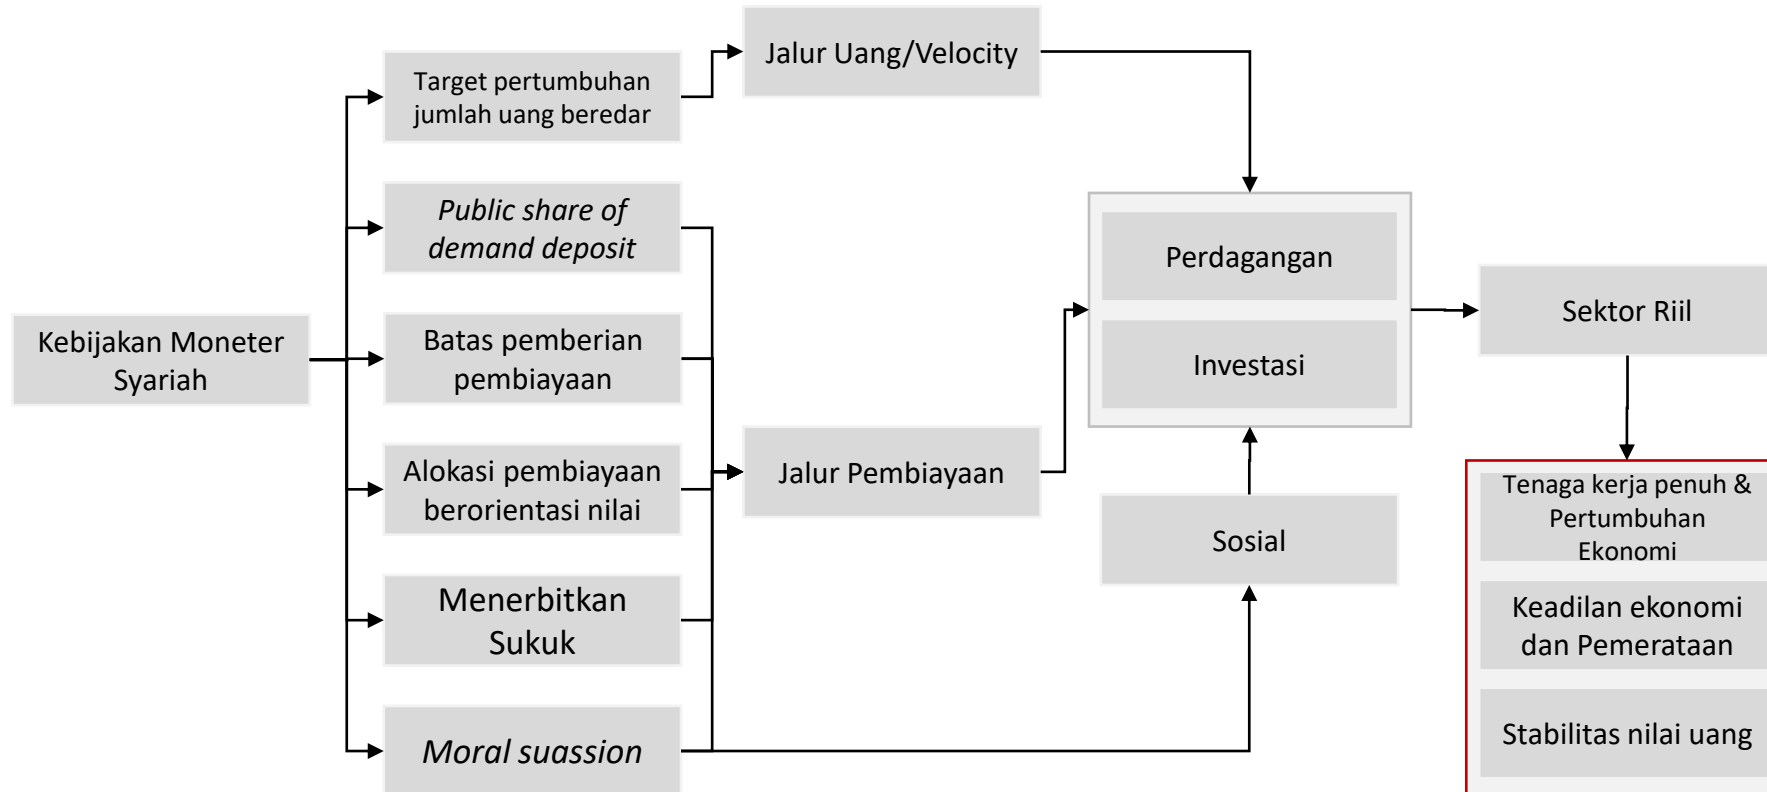 Kebijakan Moneter
Syariah
Target pertumbuhan
jumlah uang beredar
Public share of
demand deposit
Batas pemberian
pembiayaan
Alokasi pembiayaan
berorientasi nilai
Menerbitkan
Sukuk
Moral suassion
Jalur Uang/Velocity
Jalur Pembiayaan
Perdagangan
Investasi
Sosial
Sektor Riil
Tenaga kerja penuh &
Pertumbuhan
Ekonomi
Keadilan ekonomi
dan Pemerataan
Stabilitas nilai uang